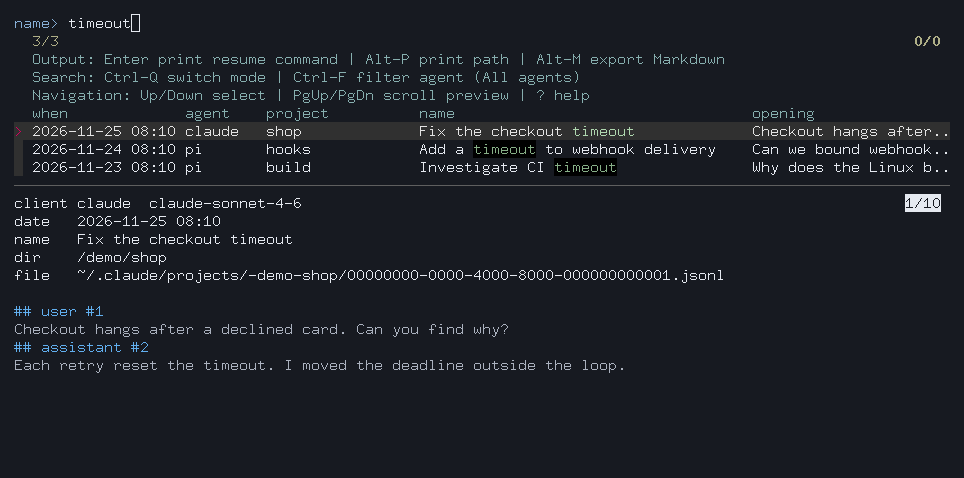 name> timeout
3/3 0/0
Output: Enter print resume command | Alt-P print path | Alt-M export Markdown
Search: Ctrl-Q switch mode | Ctrl-F filter agent (All agents)
Navigation: Up/Down select | PgUp/PgDn scroll preview | ? help
when agent project name opening
> 2026-11-25 08:10 claude shop Fix the checkout timeout Checkout hangs after..
2026-11-24 08:10 pi hooks Add a timeout to webhook delivery Can we bound webhook..
2026-11-23 08:10 pi build Investigate CI timeout Why does the Linux b..
client claude claude-sonnet-4-6 1/10
date 2026-11-25 08:10
name Fix the checkout timeout
dir /demo/shop
file ~/.claude/projects/-demo-shop/00000000-0000-4000-8000-000000000001.jsonl
## user #1
Checkout hangs after a declined card. Can you find why?
## assistant #2
Each retry reset the timeout. I moved the deadline outside the loop.